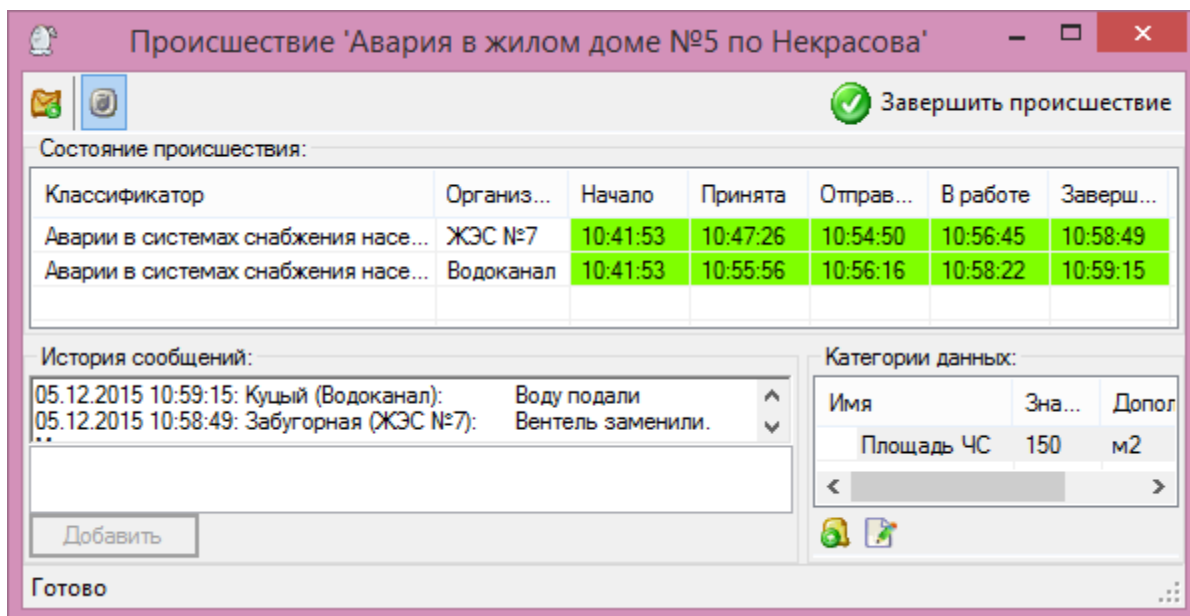 Происшествие 'Авария в жилом доме №5 по Некрасова'
Завершить происшествие
Состояние происшествия:
Классификатор Организ... Начало Принята Отправ... В работе Заверш...
Аварии в системах снабжения насе... ЖЭС №7 10:41:53 10:47:26 10:54:50 10:56:45 10:58:49
Аварии в системах снабжения насе... Водоканал 10:41:53 10:55:56 10:56:16 10:58:22 10:59:15
История сообщений:
05.12.2015 10:59:15: Куцый (Водоканал): Воду подали
05.12.2015 10:58:49: Забугорная (ЖЭС №7): Вентель заменили.
Добавить
Категории данных:
Имя Зна... Допол
Площадь ЧС 150 м2
Готово